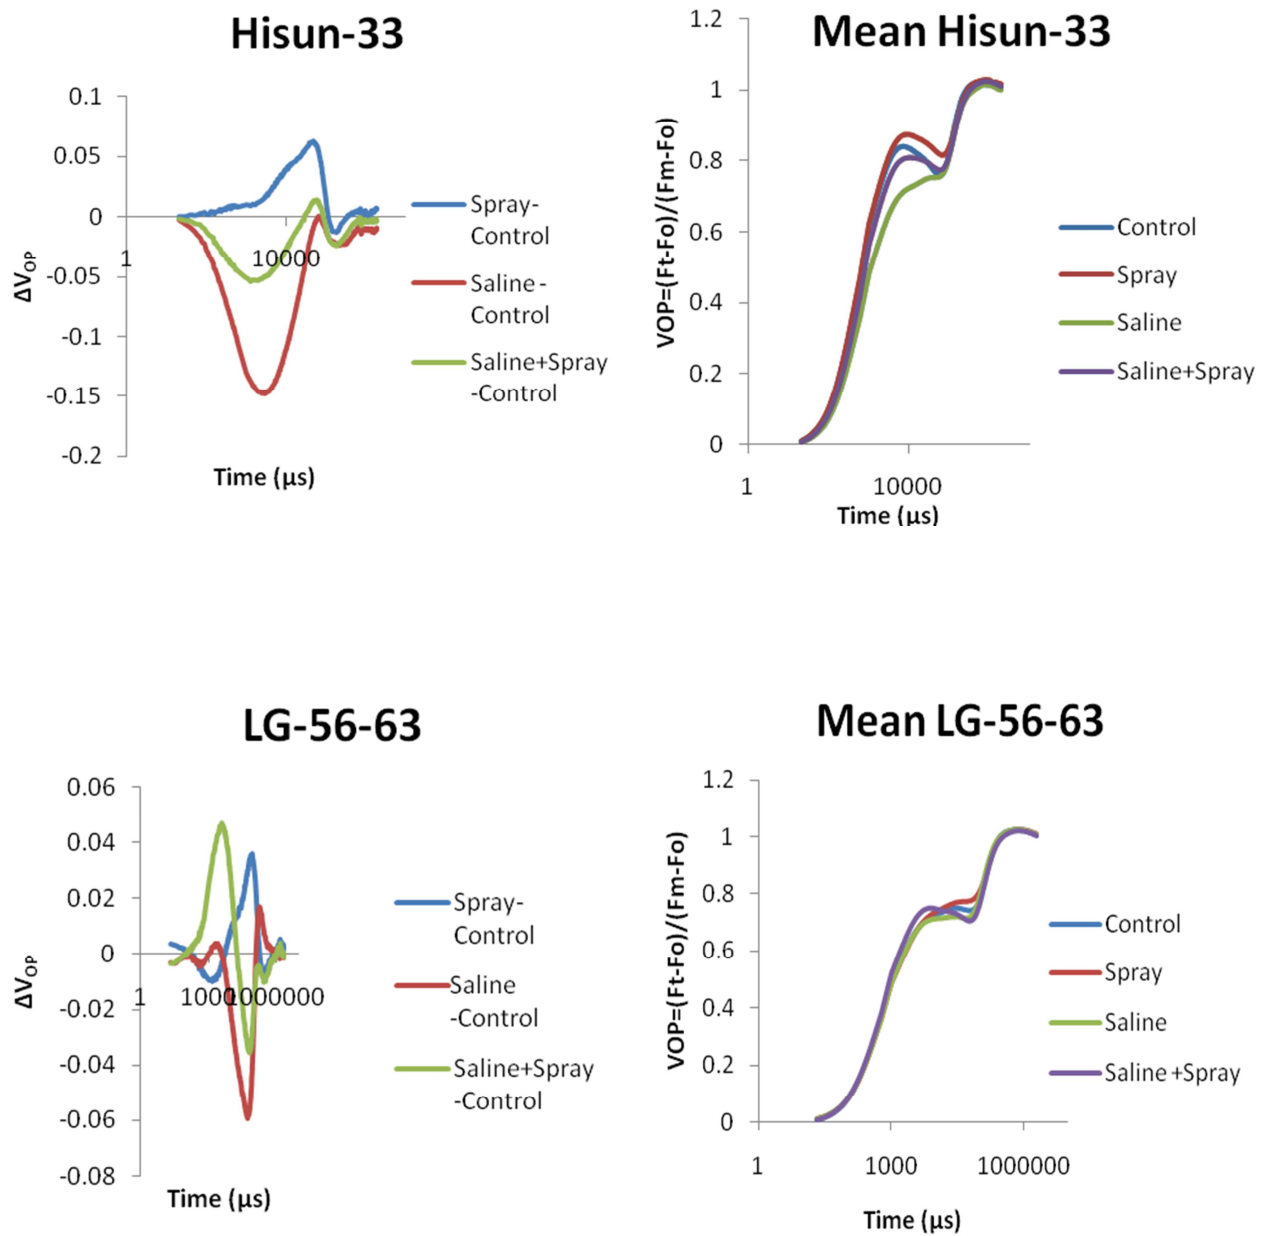 Hisun-33
0.1
0.05
0
-0.05
-0.1
-0.15
-0.2
ΔVOP
1
10000
Time (µs)
Spray-
Control
Saline -
Control
Saline+Spray
-Control
Mean Hisun-33
1.2
1
0.8
0.6
0.4
0.2
0
VOP=(Ft-Fo)/(Fm-Fo)
1
10000
Time (µs)
Control
Spray
Saline
Saline+Spray
LG-56-63
0.06
0.04
0.02
0
-0.02
-0.04
-0.06
-0.08
ΔVOP
1
1000
1000000
Time (µs)
Spray-
Control
Saline
-Control
Saline+Spray
-Control
Mean LG-56-63
1.2
1
0.8
0.6
0.4
0.2
0
VOP=(Ft-Fo)/(Fm-Fo)
1
1000
1000000
Time (µs)
Control
Spray
Saline
Saline +Spray